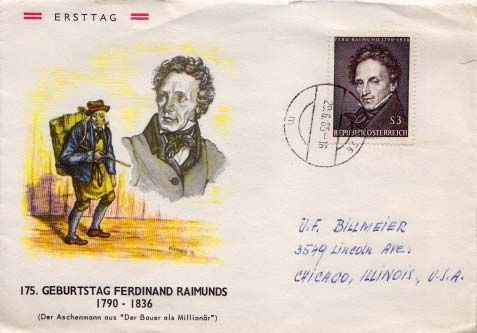 ERSTTAG
FERD. RAIMUND 1790-1836
S3
REPUBLIK ÖSTERREICH
V.F. BILLMEIER
3549 LINCOLN AVE.
CHICAGO, ILLINOIS, U.S.A.
175. GEBURTSTAG FERDINAND RAIMUNDS
1790 - 1836
(Der Aschenmann aus "Der Bauer als Millionär")